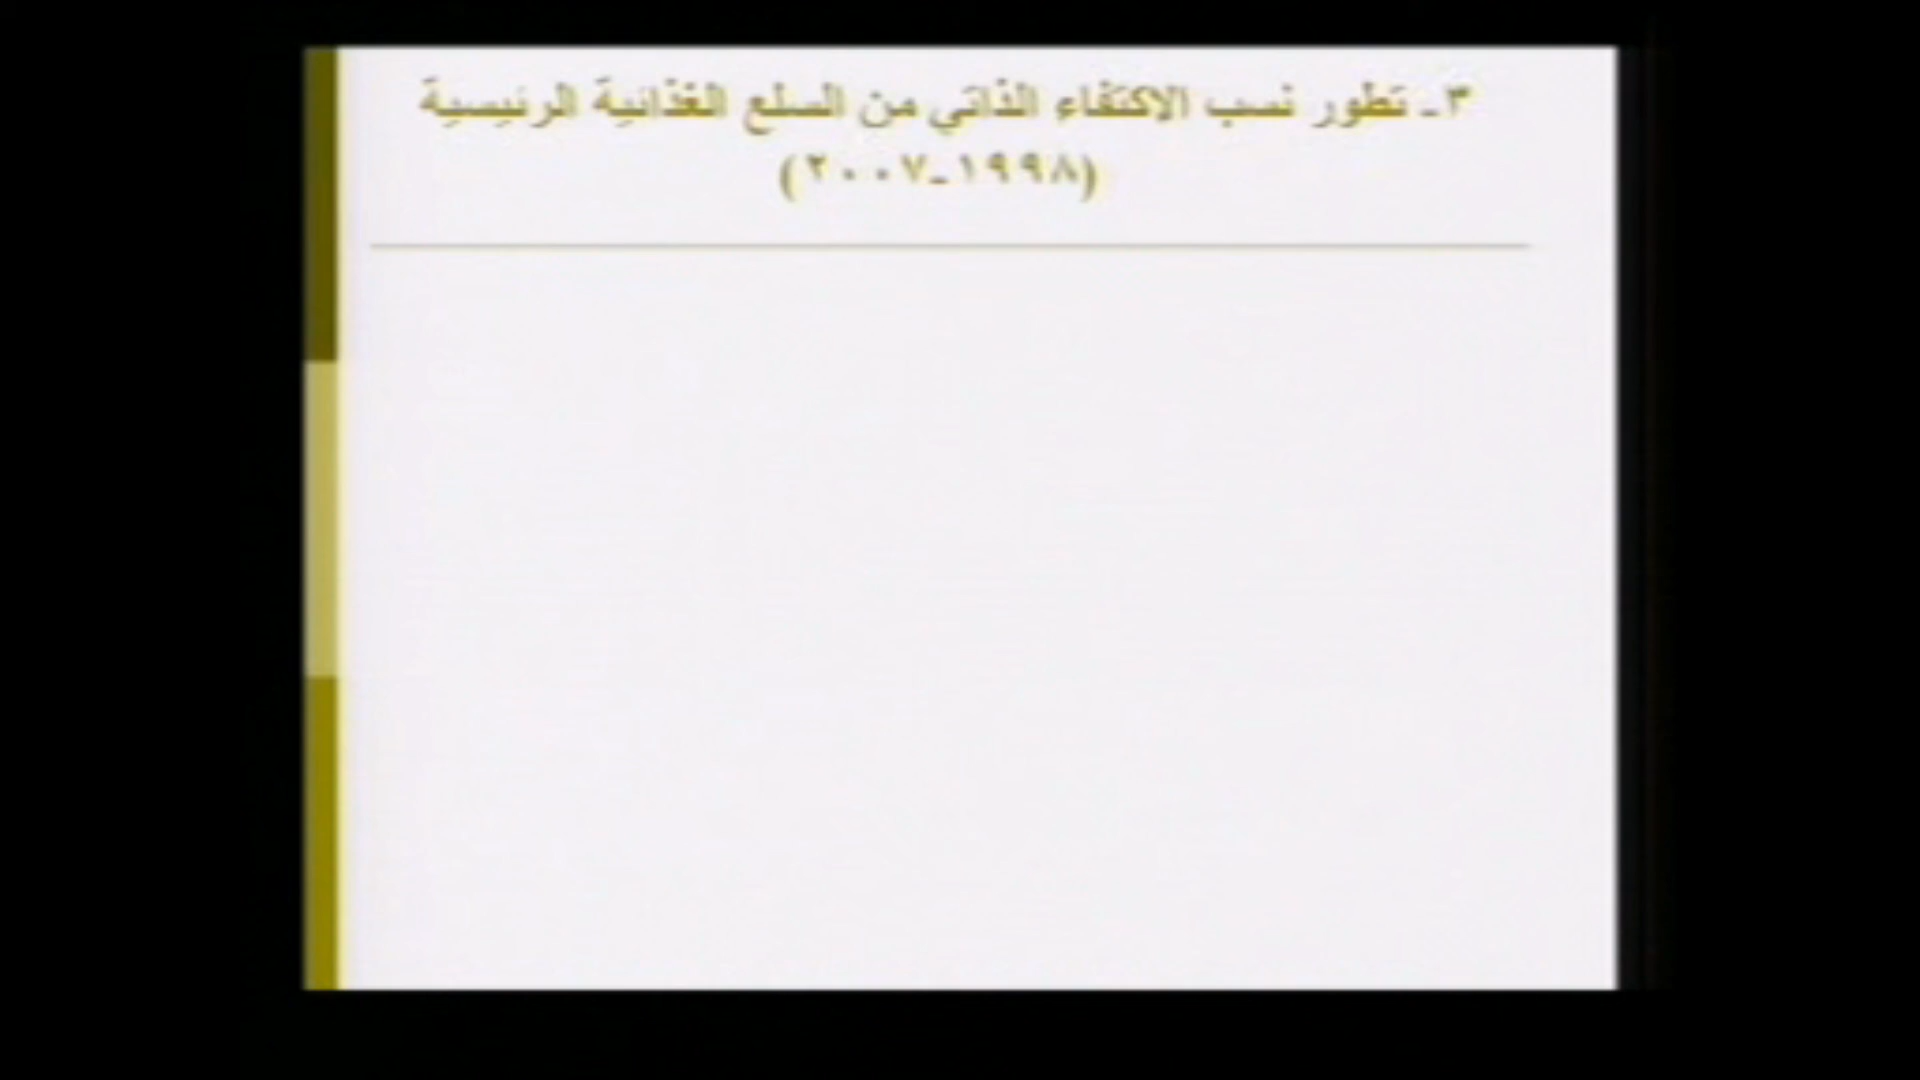 ٣- تطور نسب الاكتفاء الذاتي من السلع الغذائية الرئيسية
(١٩٩٨-٢٠٠٧)